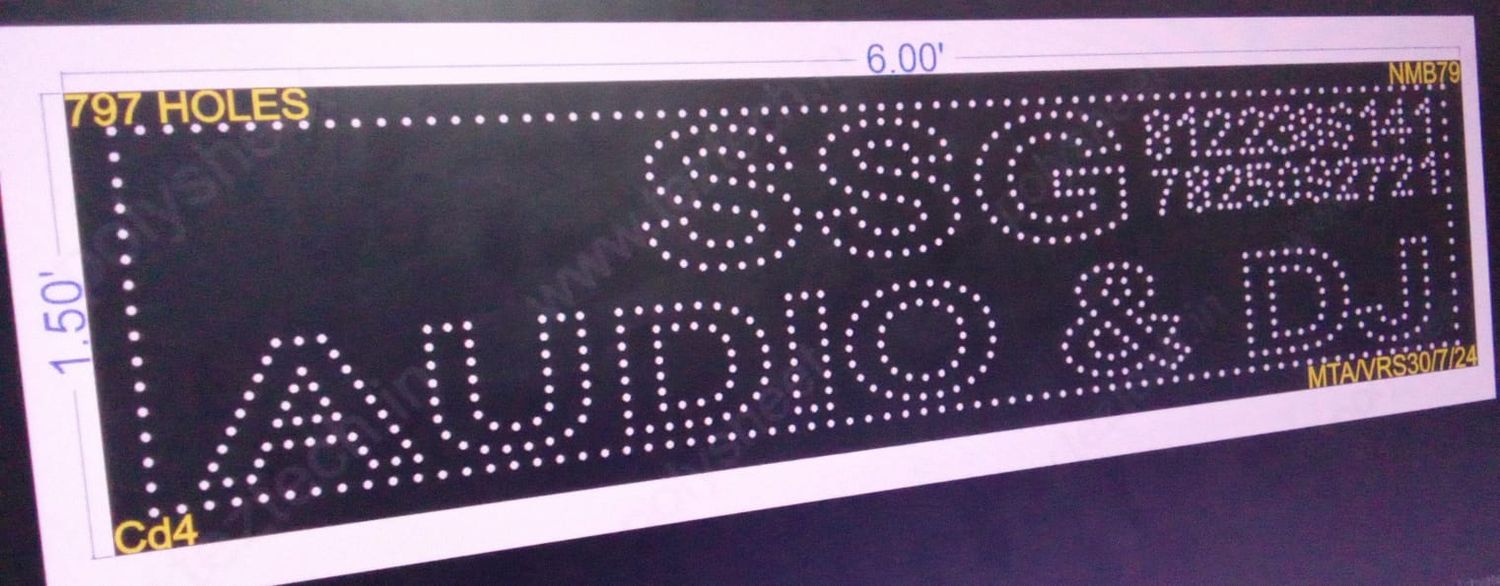 6.00'
797 HOLES
NMB79
SSG
AUDIO & DJ
1.50'
MTA/VRS30/7/24
Cd4